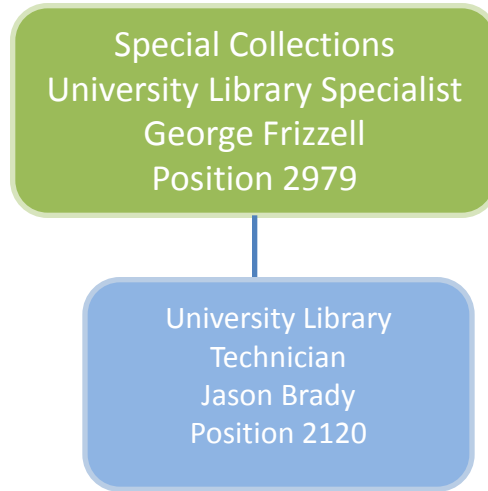 Special Collections
University Library Specialist
George Frizzell
Position 2979
University Library
Technician
Jason Brady
Position 2120